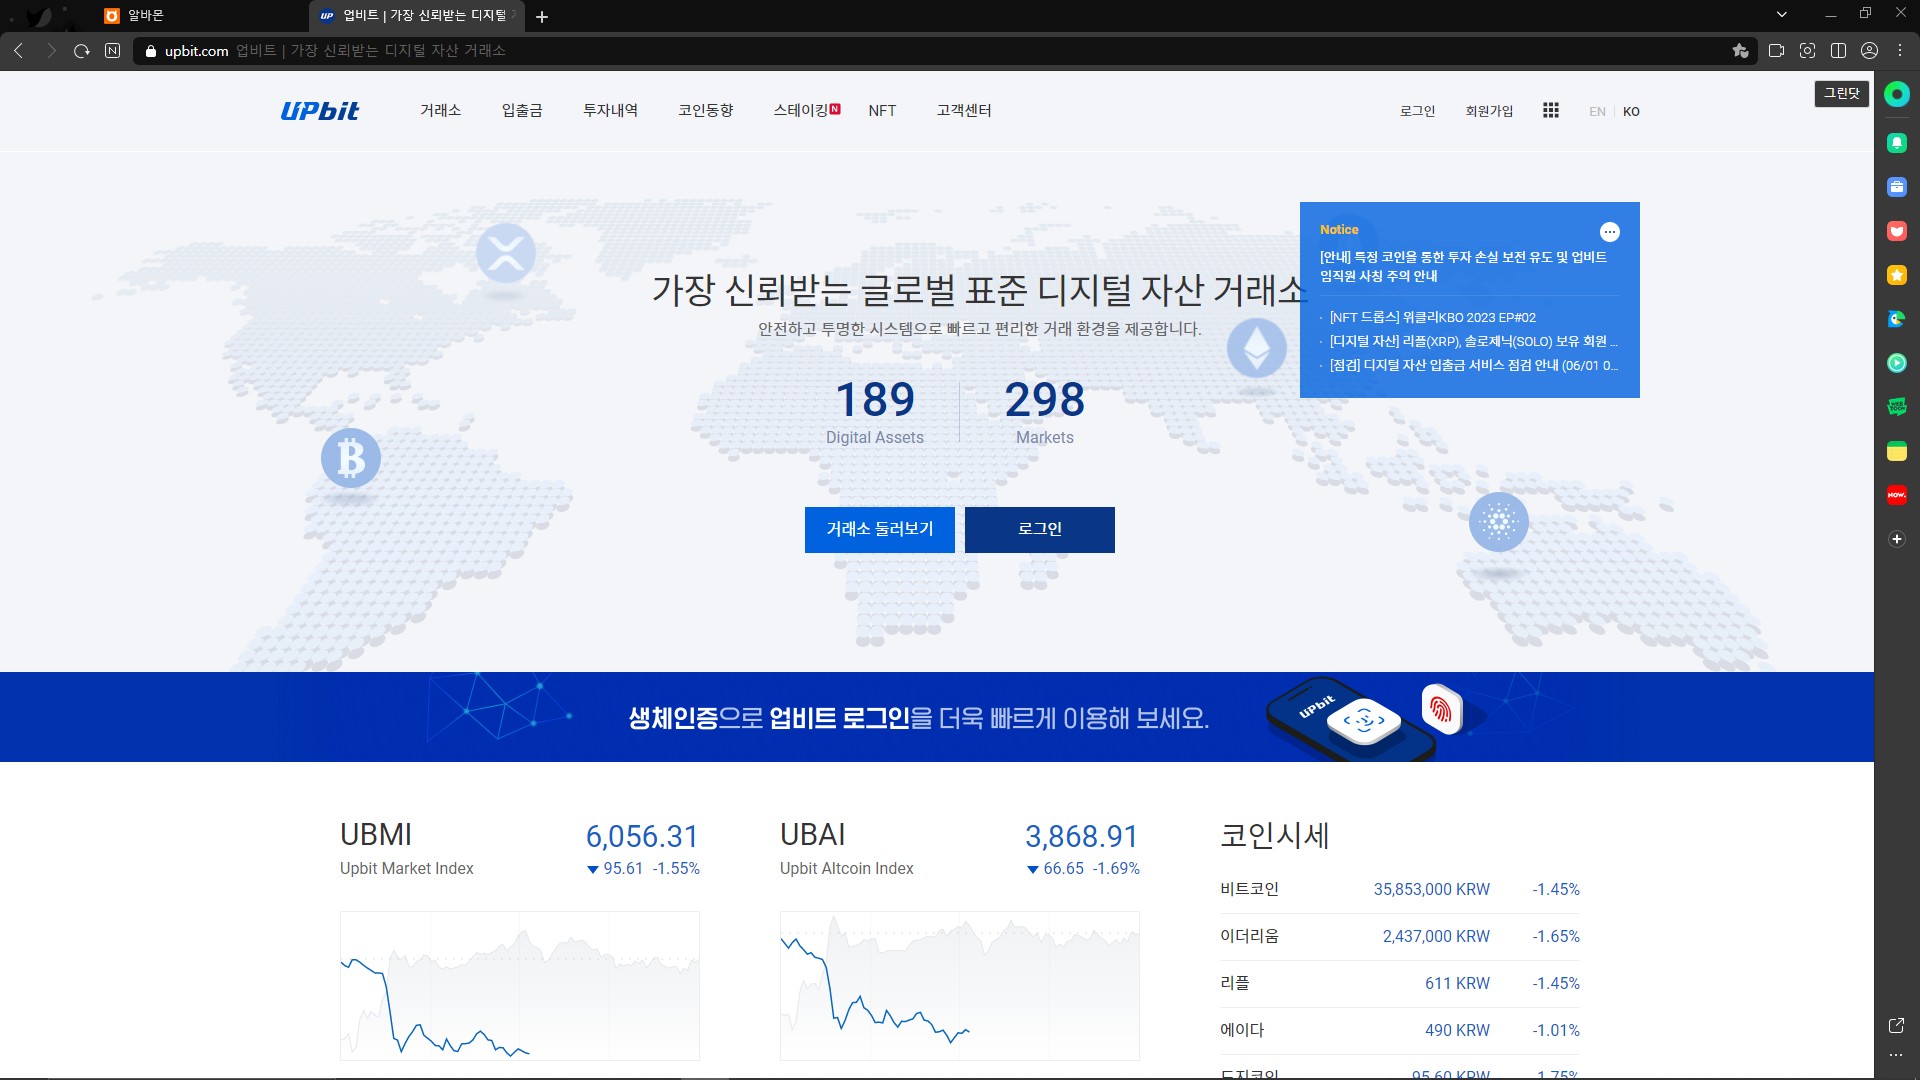 알바몬
업비트 | 가장 신뢰받는 디지털
upbit.com 업비트 | 가장 신뢰받는 디지털 자산 거래소
그린닷
UPbit
거래소 입출금 투자내역 코인동향 스테이킹 N NFT 고객센터
로그인 회원가입 EN KO
Notice
[안내] 특정 코인을 통한 투자 손실 보전 유도 및 업비트
임직원 사칭 주의 안내
· [NFT 드롭스] 위클리KBO 2023 EP#02
· [디지털 자산] 리플(XRP), 솔로제닉(SOLO) 보유 회원 ...
· [점검] 디지털 자산 입출금 서비스 점검 안내 (06/01 0...
가장 신뢰받는 글로벌 표준 디지털 자산 거래소
안전하고 투명한 시스템으로 빠르고 편리한 거래 환경을 제공합니다.
189 298
Digital Assets Markets
거래소 둘러보기 로그인
생체인증으로 업비트 로그인을 더욱 빠르게 이용해 보세요.
UPbit
UBMI 6,056.31
Upbit Market Index ▼ 95.61 -1.55%
UBAI 3,868.91
Upbit Altcoin Index ▼ 66.65 -1.69%
코인시세
비트코인 35,853,000 KRW -1.45%
이더리움 2,437,000 KRW -1.65%
리플 611 KRW -1.45%
에이다 490 KRW -1.01%
도지코인 95.60 KRW -1.75%
WEB TOON
NOW.